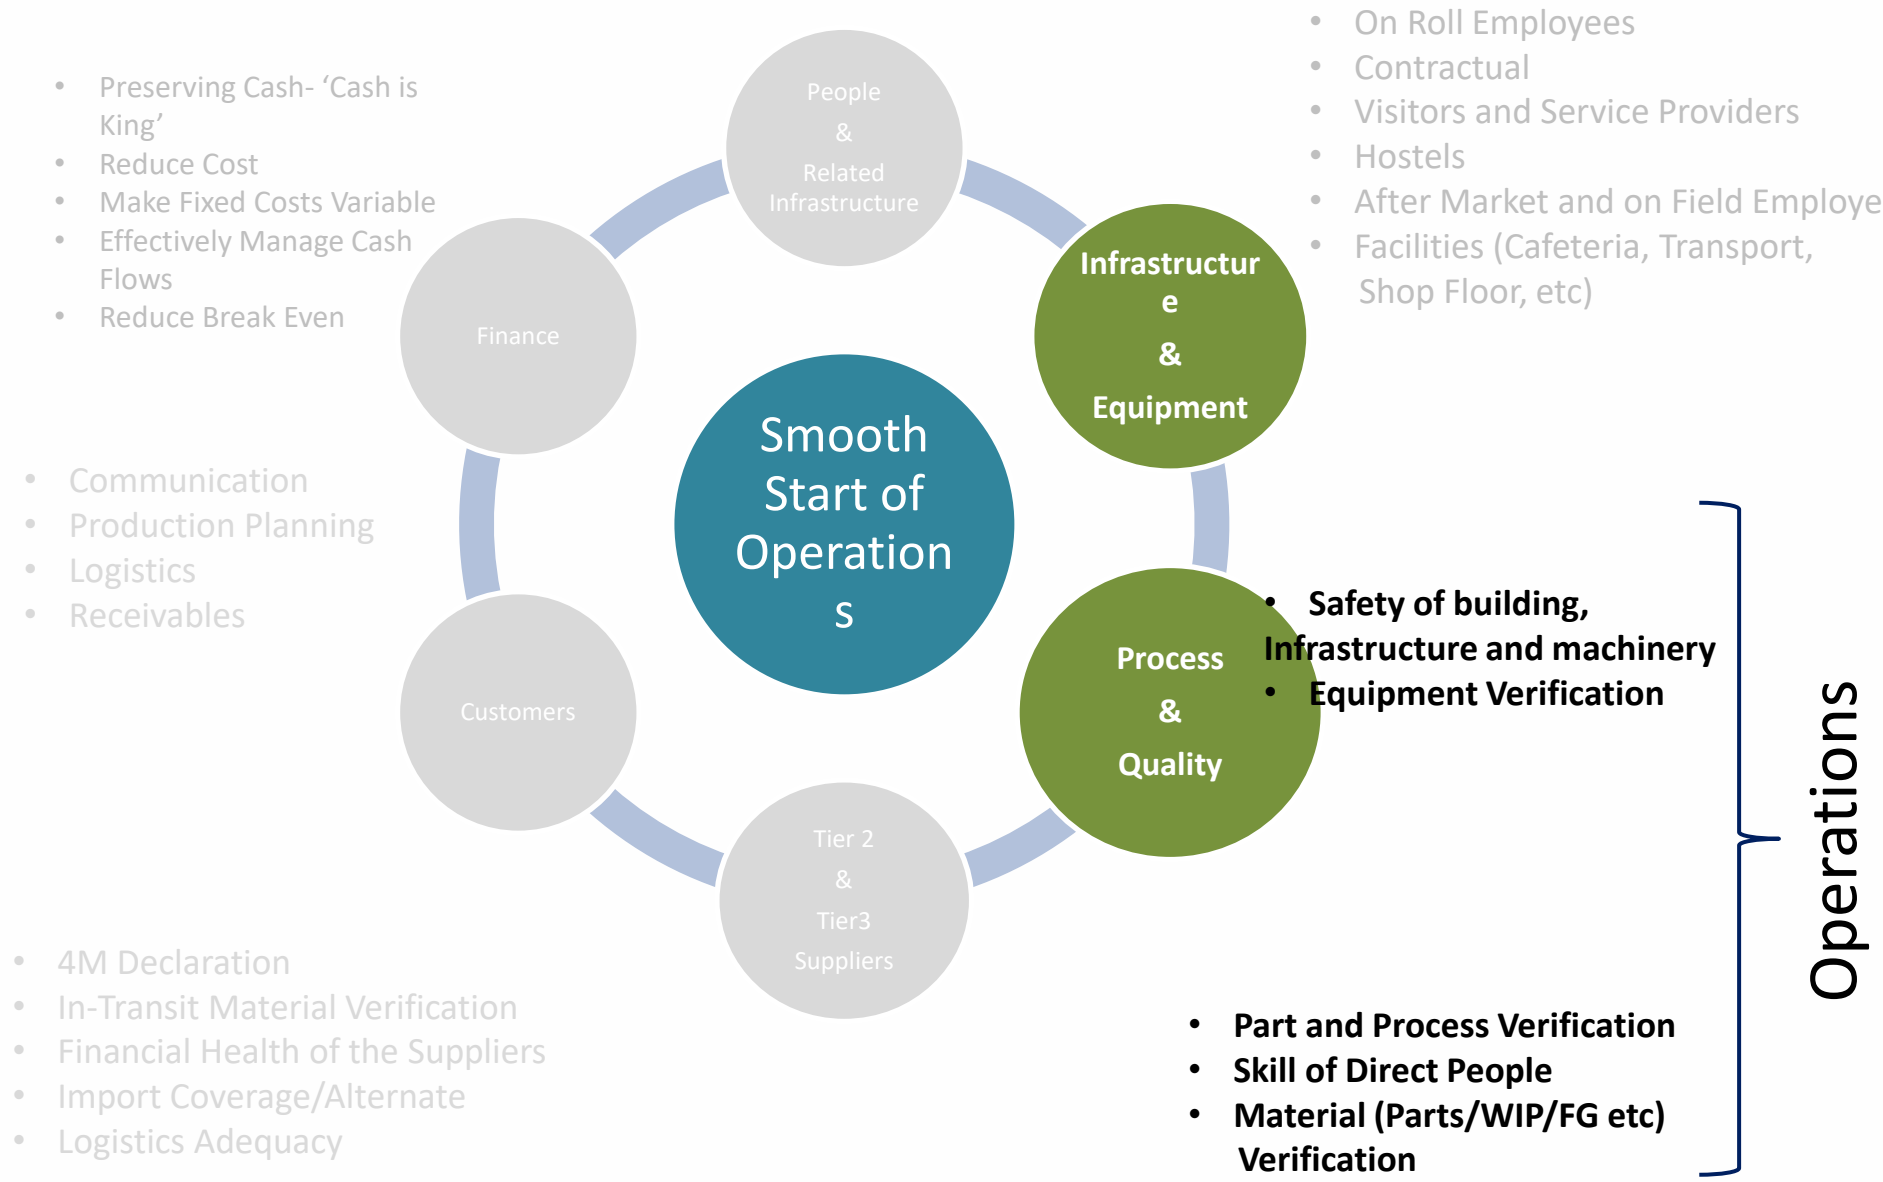 • Preserving Cash- ‘Cash is
King’
• Reduce Cost
• Make Fixed Costs Variable
• Effectively Manage Cash
Flows
• Reduce Break Even
People
&
Related
Infrastructure
• On Roll Employees
• Contractual
• Visitors and Service Providers
• Hostels
• After Market and on Field Employe
• Facilities (Cafeteria, Transport,
Shop Floor, etc)
Finance
Infrastructur
e
&
Equipment
Smooth
Start of
Operation
s
• Communication
• Production Planning
• Logistics
• Receivables
Customers
Process
&
Quality
• Safety of building,
Infrastructure and machinery
• Equipment Verification
Operations
Tier 2
&
Tier3
Suppliers
• 4M Declaration
• In-Transit Material Verification
• Financial Health of the Suppliers
• Import Coverage/Alternate
• Logistics Adequacy
• Part and Process Verification
• Skill of Direct People
• Material (Parts/WIP/FG etc)
Verification